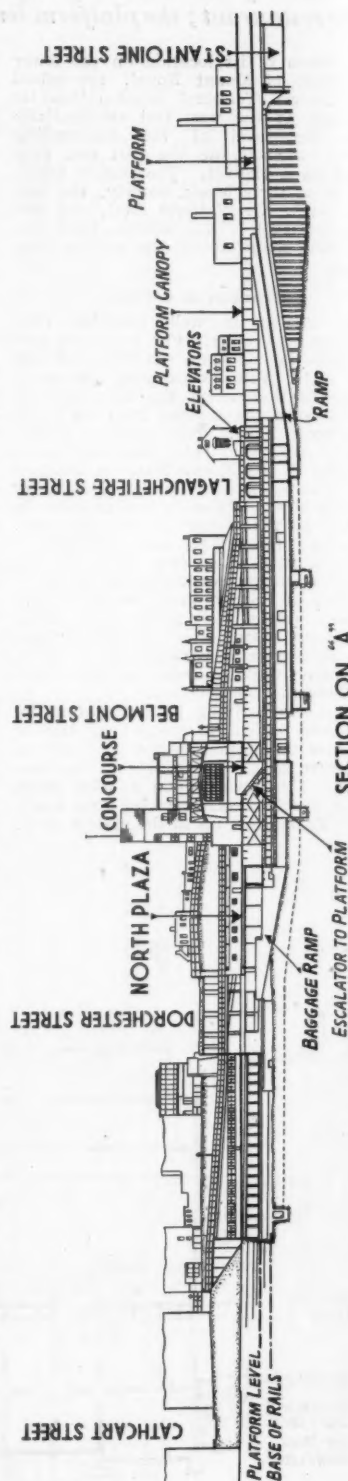 CATHCART STREET
DORCHESTER STREET
BELMONT STREET
LAGAUCHETIERE STREET
ST ANTOINE STREET
NORTH PLAZA
CONCOURSE
ELEVATORS
PLATFORM CANOPY
PLATFORM
PLATFORM LEVEL
BASE OF RAILS
BAGGAGE RAMP
ESCALATOR TO PLATFORM
RAMP
SECTION ON "A"